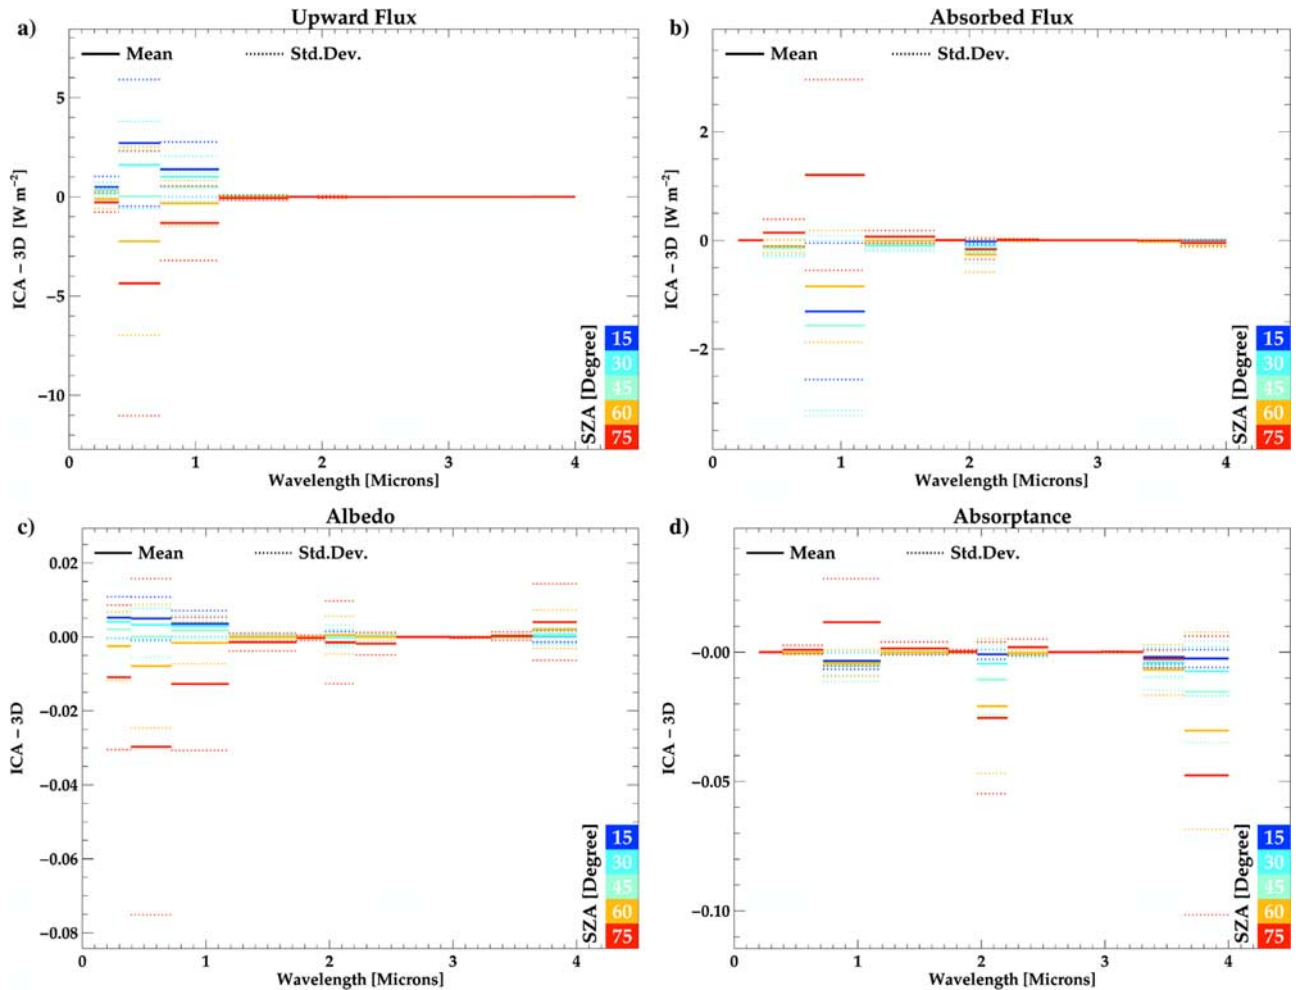 a) Upward Flux
Mean Std.Dev.
5
0
−5
−10
ICA − 3D [W m−2]
0 1 2 3 4
Wavelength [Microns]
SZA [Degree]
15
30
45
60
75
b) Absorbed Flux
Mean Std.Dev.
2
0
−2
ICA − 3D [W m−2]
0 1 2 3 4
Wavelength [Microns]
SZA [Degree]
15
30
45
60
75
c) Albedo
Mean Std.Dev.
0.02
0.00
−0.02
−0.04
−0.06
−0.08
ICA − 3D
0 1 2 3 4
Wavelength [Microns]
SZA [Degree]
15
30
45
60
75
d) Absorptance
Mean Std.Dev.
−0.00
−0.05
−0.10
ICA − 3D
0 1 2 3 4
Wavelength [Microns]
SZA [Degree]
15
30
45
60
75